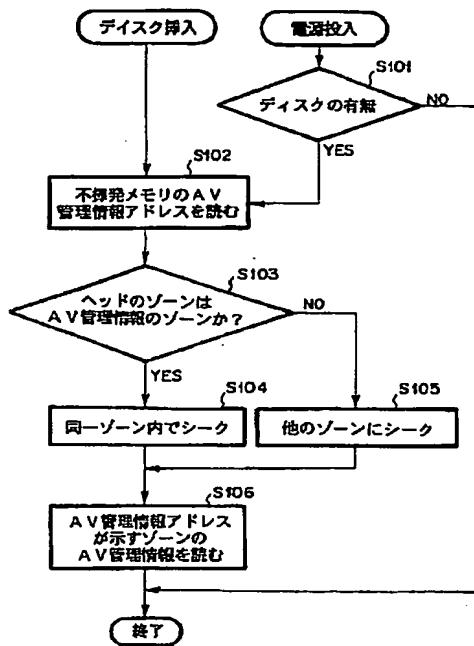 ディスク挿入
電源投入
S101
ディスクの有無
NO
YES
S102
不揮発メモリのAV
管理情報アドレスを読む
S103
ヘッドのゾーンは
AV管理情報のゾーンか?
NO
YES
S104
同一ゾーン内でシーク
S105
他のゾーンにシーク
S106
AV管理情報アドレス
が示すゾーンの
AV管理情報を読む
終了